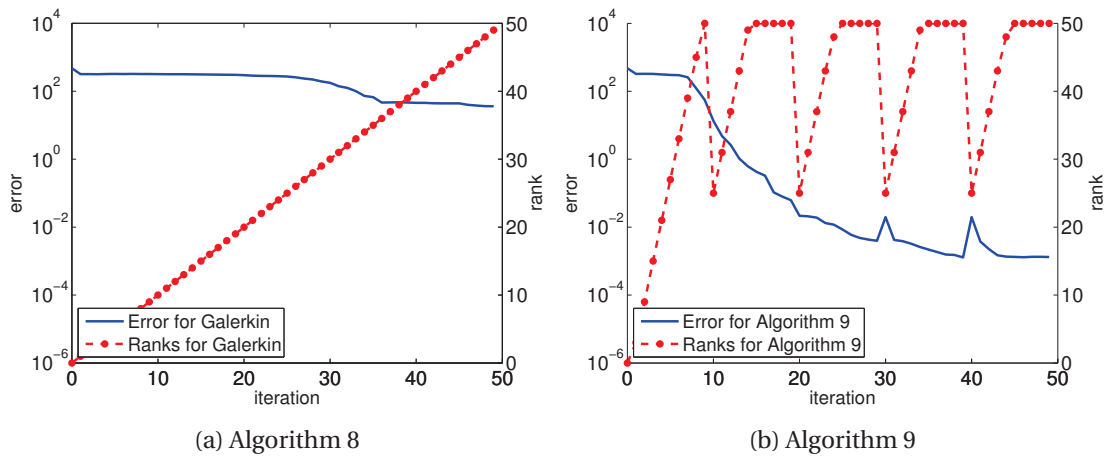 10^4
10^2
10^0
10^-2
10^-4
10^-6
error
50
40
30
20
10
0
rank
Error for Galerkin
Ranks for Galerkin
0 10 20 30 40 50
iteration
(a) Algorithm 8
10^4
10^2
10^0
10^-2
10^-4
10^-6
error
50
40
30
20
10
0
rank
Error for Algorithm 9
Ranks for Algorithm 9
0 10 20 30 40 50
iteration
(b) Algorithm 9